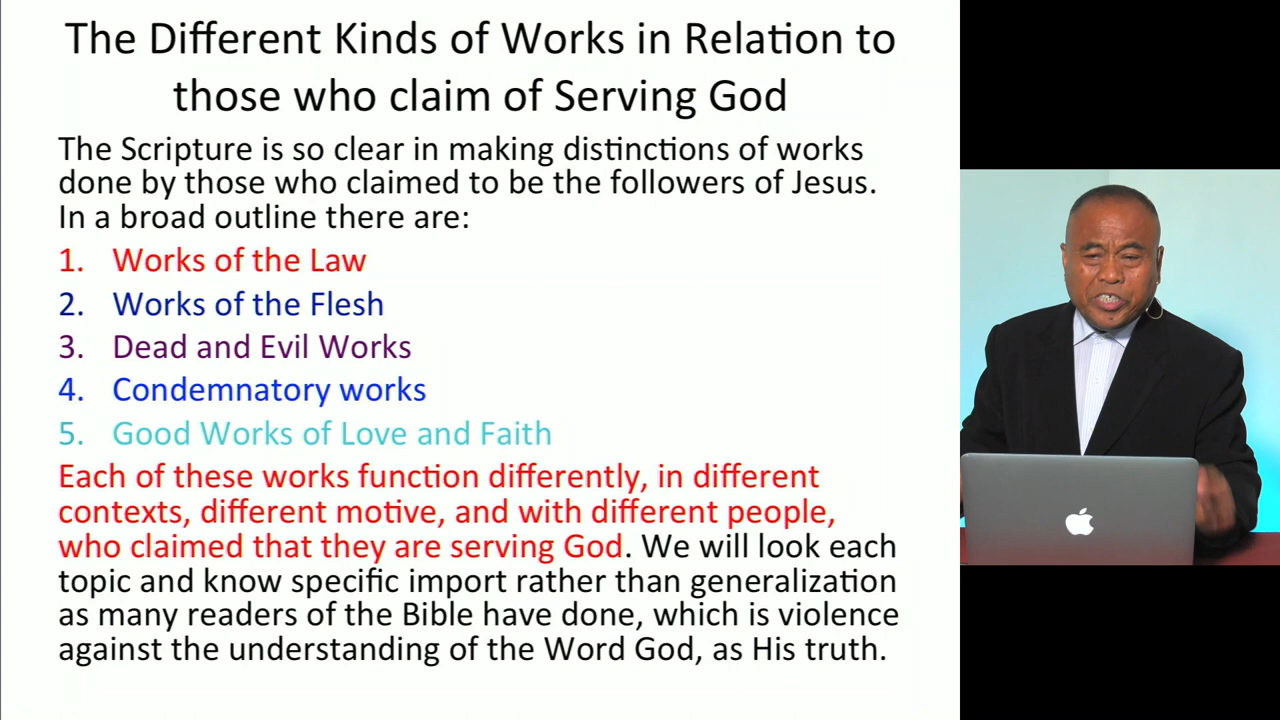 The Different Kinds of Works in Relation to
those who claim of Serving God
The Scripture is so clear in making distinctions of works
done by those who claimed to be the followers of Jesus.
In a broad outline there are:
1. Works of the Law
2. Works of the Flesh
3. Dead and Evil Works
4. Condemnatory works
5. Good Works of Love and Faith
Each of these works function differently, in different
contexts, different motive, and with different people,
who claimed that they are serving God. We will look each
topic and know specific import rather than generalization
as many readers of the Bible have done, which is violence
against the understanding of the Word God, as His truth.